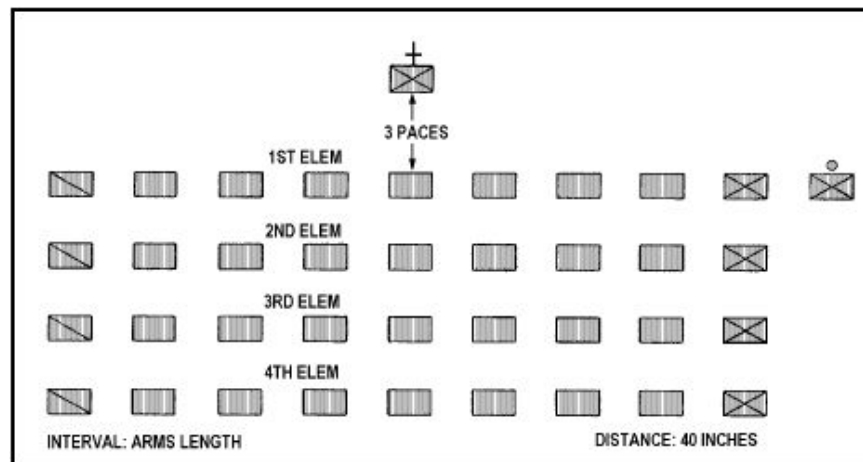 3 PACES
1ST ELEM
2ND ELEM
3RD ELEM
4TH ELEM
INTERVAL: ARMS LENGTH
DISTANCE: 40 INCHES